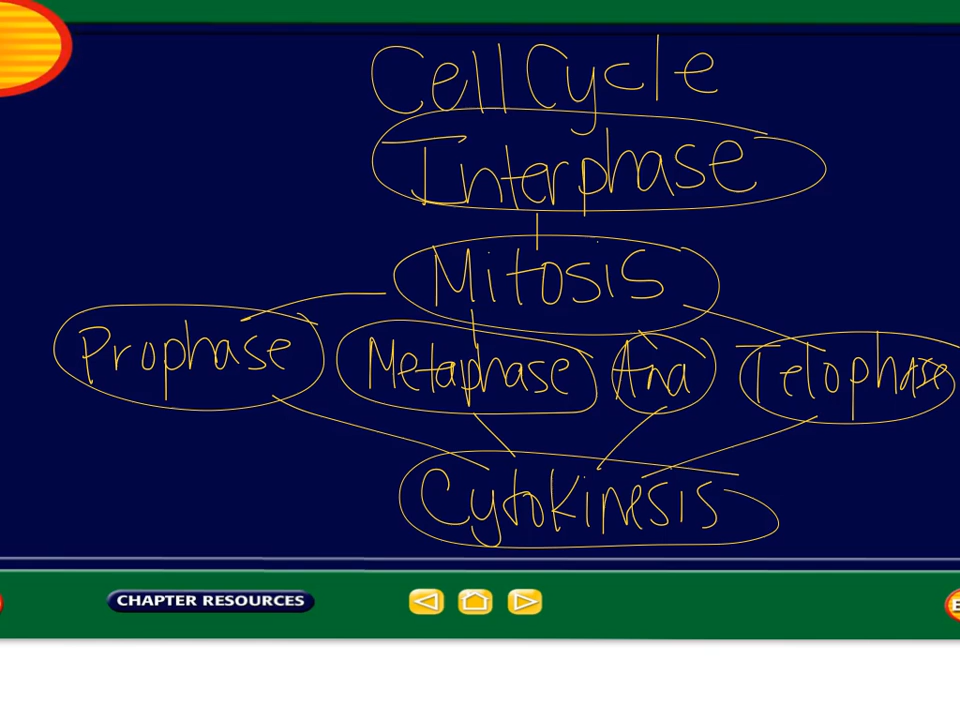 Cell Cycle
Interphase
Mitosis
Prophase Metaphase Ana Telophase
Cytokinesis
CHAPTER RESOURCES